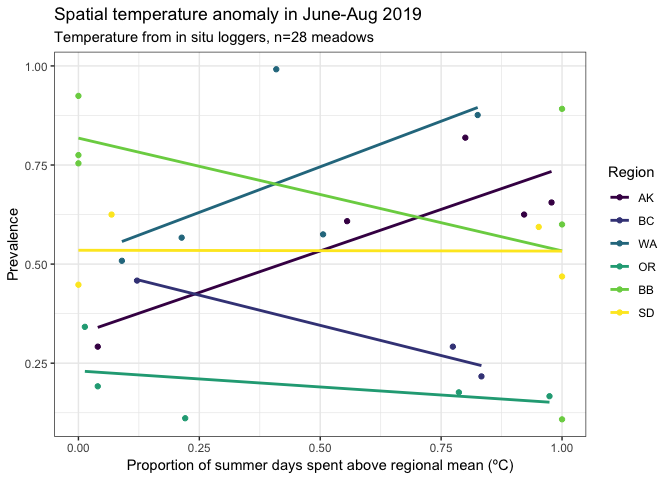 Spatial temperature anomaly in June-Aug 2019
Temperature from in situ loggers, n=28 meadows
1.00
0.75
0.50
0.25
Prevalence
0.00
0.25
0.50
0.75
1.00
Proportion of summer days spent above regional mean (ºC)
Region
AK
BC
WA
OR
BB
SD